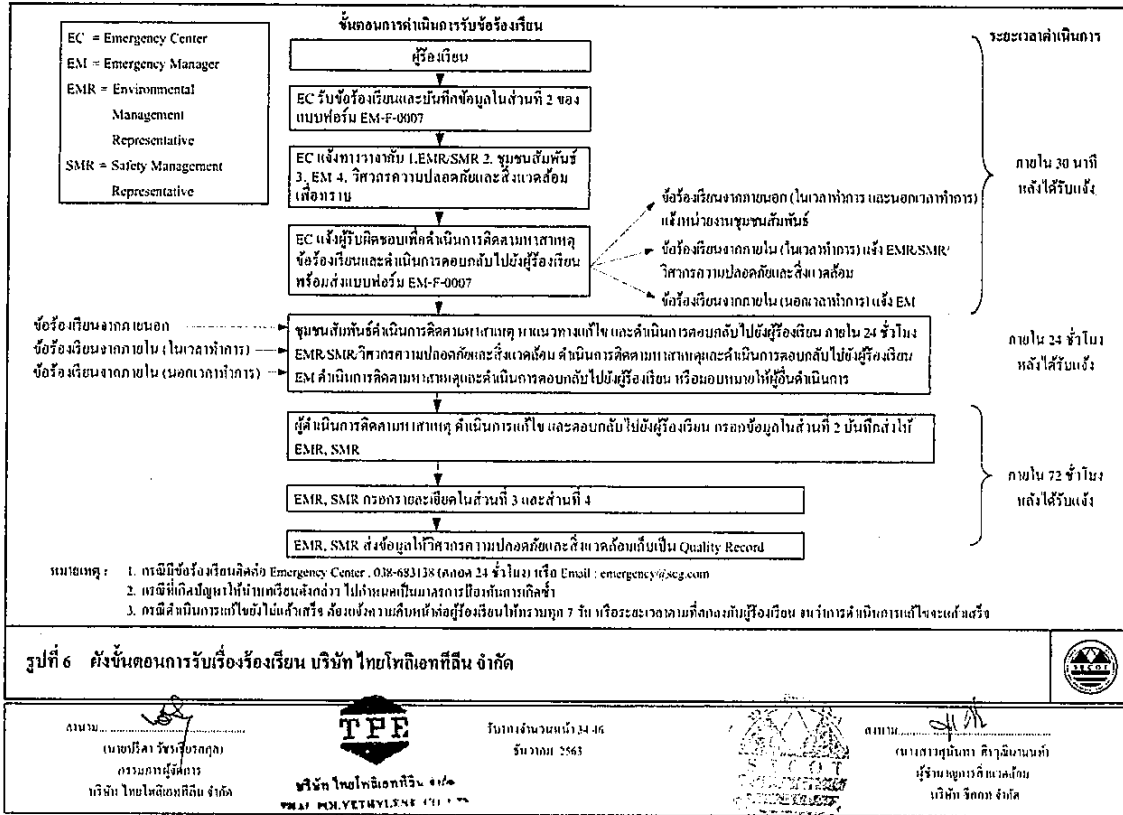 ขั้นตอนการดำเนินการรับข้อร้องเรียน
ระยะเวลาดำเนินการ
EC = Emergency Center
EM = Emergency Manager
EMR = Environmental
Management
Representative
SMR = Safety Management
Representative
ผู้ร้องเรียน
EC รับข้อร้องเรียนและบันทึกข้อมูลในส่วนที่ 2 ของ
แบบฟอร์ม EM-F-0007
EC แจ้งทางวาจากับ 1.EMR/SMR 2. ชุมชนสัมพันธ์
3. EM 4. วิศวกรความปลอดภัยและสิ่งแวดล้อม
เพื่อทราบ
EC แจ้งผู้รับผิดชอบเพื่อดำเนินการติดตามหาสาเหตุ
ข้อร้องเรียนและดำเนินการตอบกลับไปยังผู้ร้องเรียน
พร้อมส่งแบบฟอร์ม EM-F-0007
ข้อร้องเรียนจากภายนอก (ในเวลาทำการ และนอกเวลาทำการ)
แจ้งหน่วยงานชุมชนสัมพันธ์
ข้อร้องเรียนจากภายใน (ในเวลาทำการ) แจ้ง EMR/SMR/
วิศวกรความปลอดภัยและสิ่งแวดล้อม
ข้อร้องเรียนจากภายใน (นอกเวลาทำการ) แจ้ง EM
ภายใน 30 นาที
หลังได้รับแจ้ง
ข้อร้องเรียนจากภายนอก
ข้อร้องเรียนจากภายใน (ในเวลาทำการ)
ข้อร้องเรียนจากภายใน (นอกเวลาทำการ)
ชุมชนสัมพันธ์ดำเนินการติดตามหาสาเหตุ หาแนวทางแก้ไข และดำเนินการตอบกลับไปยังผู้ร้องเรียน ภายใน 24 ชั่วโมง
EMR/SMR/วิศวกรความปลอดภัยและสิ่งแวดล้อม ดำเนินการติดตามหาสาเหตุและดำเนินการตอบกลับไปยังผู้ร้องเรียน
EM ดำเนินการติดตามหาสาเหตุและดำเนินการตอบกลับไปยังผู้ร้องเรียน หรือมอบหมายให้ผู้อื่นดำเนินการ
ภายใน 24 ชั่วโมง
หลังได้รับแจ้ง
ผู้ดำเนินการติดตามหาสาเหตุ ดำเนินการแก้ไข และตอบกลับไปยังผู้ร้องเรียน กรอกข้อมูลในส่วนที่ 2 บันทึกส่งให้
EMR, SMR
EMR, SMR กรอกรายละเอียดในส่วนที่ 3 และส่วนที่ 4
EMR, SMR ส่งข้อมูลให้วิศวกรความปลอดภัยและสิ่งแวดล้อมเก็บเป็น Quality Record
ภายใน 72 ชั่วโมง
หลังได้รับแจ้ง
หมายเหตุ : 1. กรณีมีข้อร้องเรียนติดต่อ Emergency Center . 038-683138 (ตลอด 24 ชั่วโมง) หรือ Email : emergency@scg.com
2. กรณีที่เกิดปัญหาให้นำบทเรียนดังกล่าว ไปกำหนดเป็นมาตรการป้องกันการเกิดซ้ำ
3. กรณีดำเนินการแก้ไขยังไม่แล้วเสร็จ ต้องแจ้งความคืบหน้าต่อผู้ร้องเรียนให้ทราบทุก 7 วัน หรือระยะเวลาตามที่ตกลงกับผู้ร้องเรียน จนกว่าการดำเนินการแก้ไขจะแล้วเสร็จ
รูปที่ 6 ผังขั้นตอนการรับเรื่องร้องเรียน บริษัท ไทยโพลิเอททีลีน จำกัด
SECOT
ลงนาม
(นายปรีดา วัชรเธียรสกุล)
กรรมการผู้จัดการ
บริษัท ไทยโพลิเอททีลีน จำกัด
TPE
บริษัท ไทยโพลิเอททีลีน จำกัด
THAI POLYETHYLENE CO.,
รับรองจำนวนหน้า 34/46
ธันวาคม 2563
SECOT
ลงนาม
ผู้ชำนาญการสิ่งแวดล้อม
บริษัท ซีคอท จำกัด